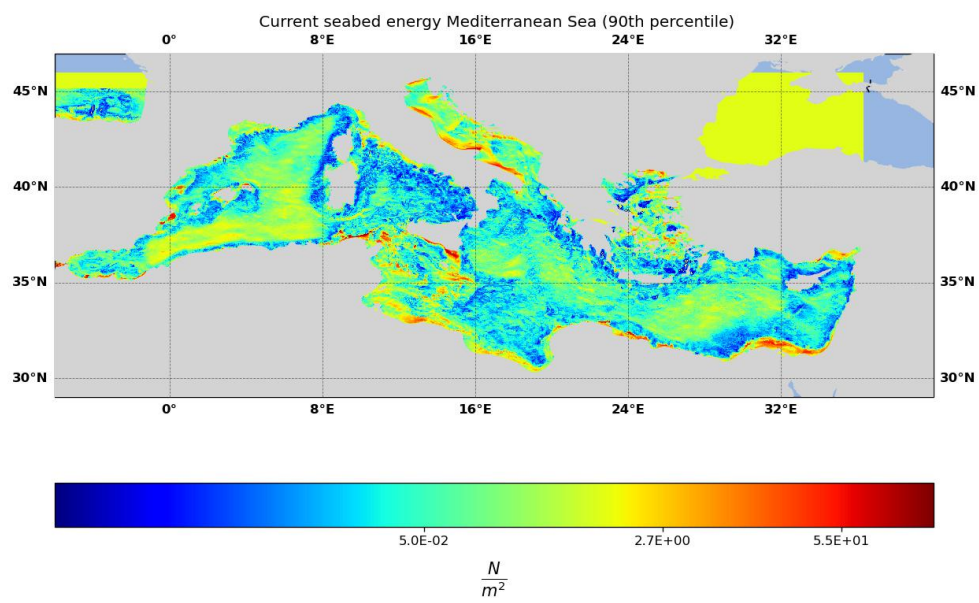 Current seabed energy Mediterranean Sea (90th percentile)
0° 8°E 16°E 24°E 32°E
45°N 45°N
40°N 40°N
35°N 35°N
30°N 30°N
0° 8°E 16°E 24°E 32°E
5.0E-02 2.7E+00 5.5E+01
N
m²